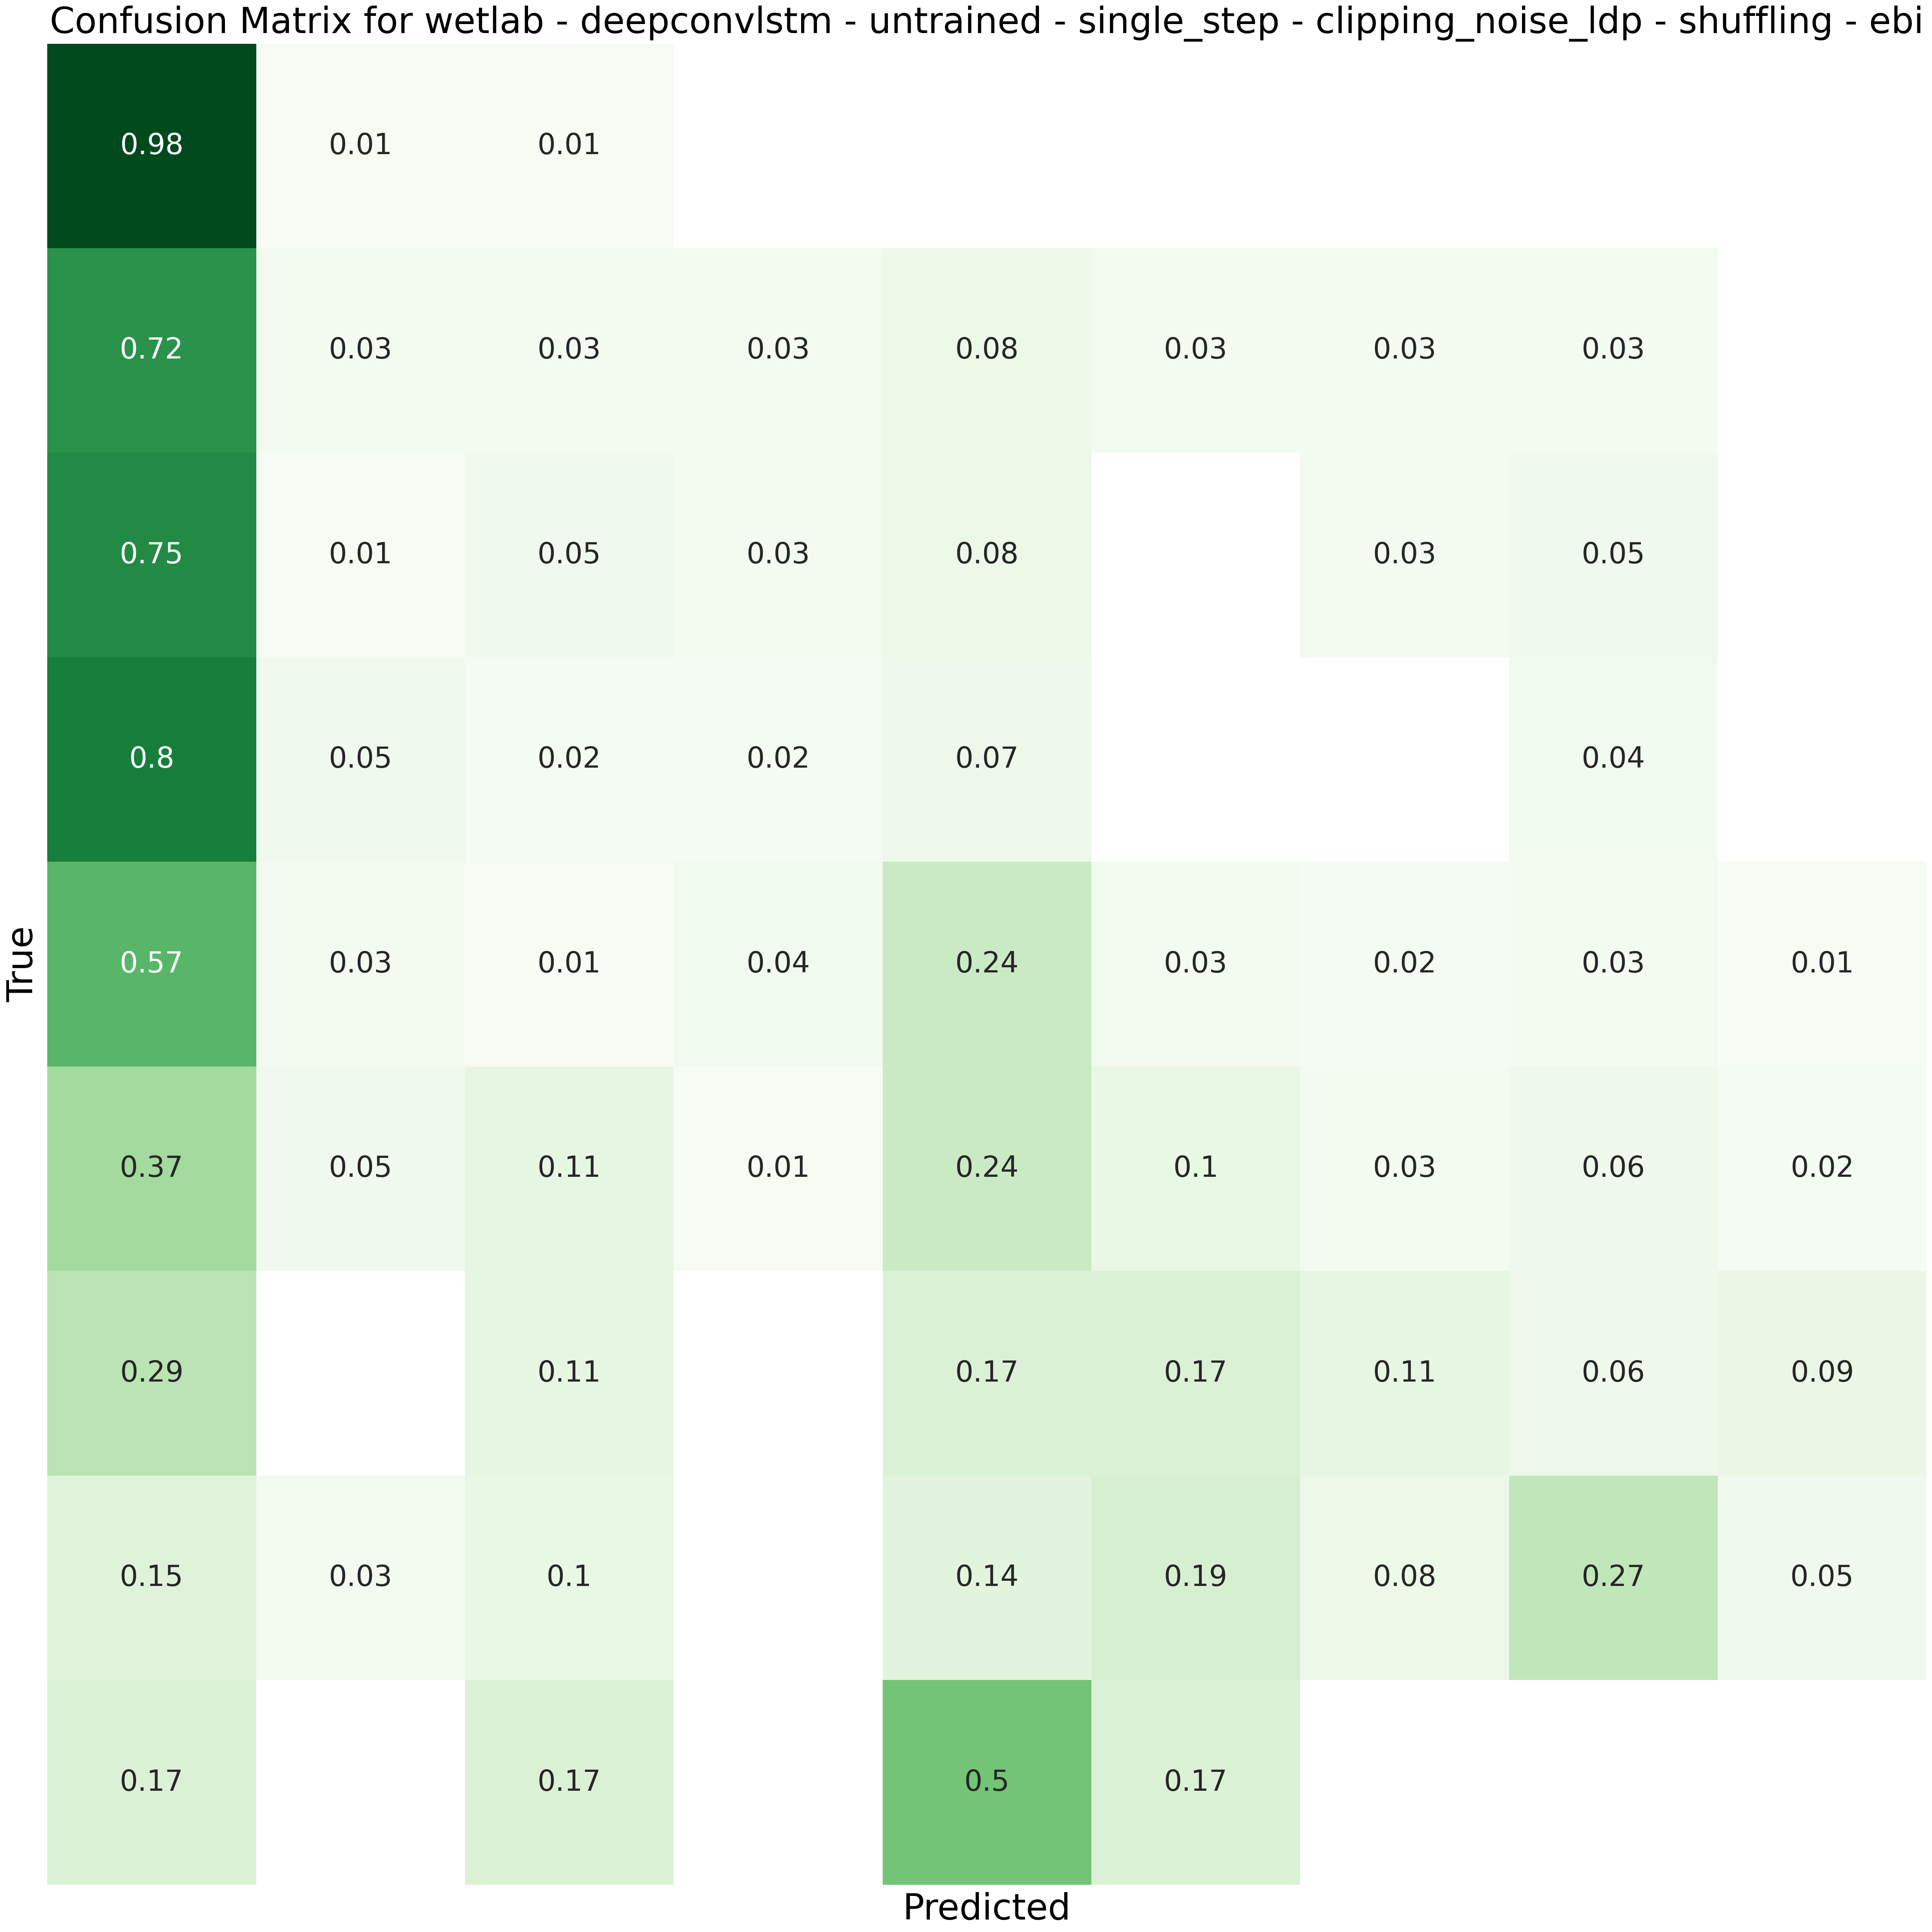 Confusion Matrix for wetlab - deepconvlstm - untrained - single_step - clipping_noise_ldp - shuffling - ebi
0.98 0.01 0.01
0.72 0.03 0.03 0.03 0.08 0.03 0.03 0.03
0.75 0.01 0.05 0.03 0.08 0.03 0.05
0.8 0.05 0.02 0.02 0.07 0.04
True
0.57 0.03 0.01 0.04 0.24 0.03 0.02 0.03 0.01
0.37 0.05 0.11 0.01 0.24 0.1 0.03 0.06 0.02
0.29 0.11 0.17 0.17 0.11 0.06 0.09
0.15 0.03 0.1 0.14 0.19 0.08 0.27 0.05
0.17 0.17 0.5 0.17
Predicted